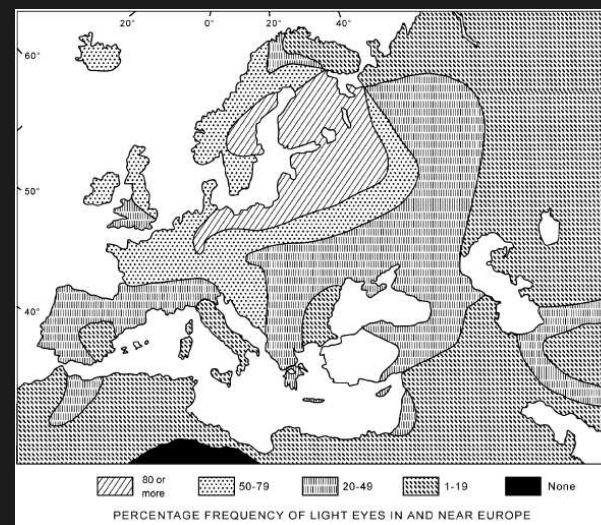 20° 0° 20° 40°
60°
50°
40°
80 or more 50-79 20-49 1-19 None
PERCENTAGE FREQUENCY OF LIGHT EYES IN AND NEAR EUROPE